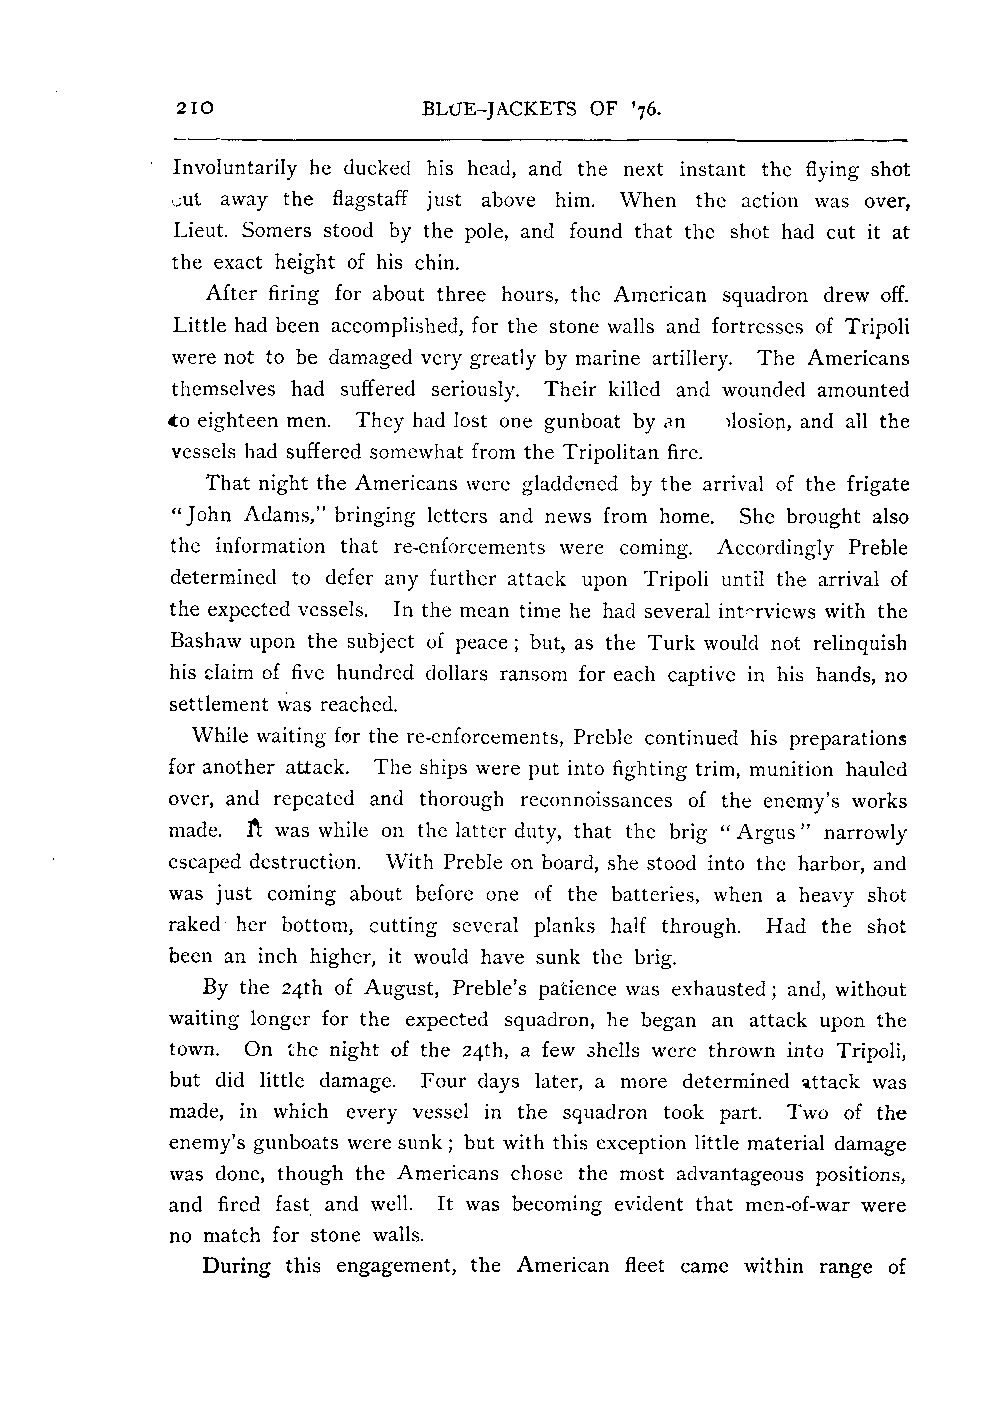 210 BLUE-JACKETS OF '76.
Involuntarily he ducked his head, and the next instant the flying shot
cut away the flagstaff just above him. When the action was over,
Lieut. Somers stood by the pole, and found that the shot had cut it at
the exact height of his chin.
After firing for about three hours, the American squadron drew off.
Little had been accomplished, for the stone walls and fortresses of Tripoli
were not to be damaged very greatly by marine artillery. The Americans
themselves had suffered seriously. Their killed and wounded amounted
to eighteen men. They had lost one gunboat by an losion, and all the
vessels had suffered somewhat from the Tripolitan fire.
That night the Americans were gladdened by the arrival of the frigate
"John Adams," bringing letters and news from home. She brought also
the information that re-enforcements were coming. Accordingly Preble
determined to defer any further attack upon Tripoli until the arrival of
the expected vessels. In the mean time he had several interviews with the
Bashaw upon the subject of peace; but, as the Turk would not relinquish
his claim of five hundred dollars ransom for each captive in his hands, no
settlement was reached.
While waiting for the re-enforcements, Preble continued his preparations
for another attack. The ships were put into fighting trim, munition hauled
over, and repeated and thorough reconnoissances of the enemy's works
made. It was while on the latter duty, that the brig "Argus" narrowly
escaped destruction. With Preble on board, she stood into the harbor, and
was just coming about before one of the batteries, when a heavy shot
raked her bottom, cutting several planks half through. Had the shot
been an inch higher, it would have sunk the brig.
By the 24th of August, Preble's patience was exhausted; and, without
waiting longer for the expected squadron, he began an attack upon the
town. On the night of the 24th, a few shells were thrown into Tripoli,
but did little damage. Four days later, a more determined attack was
made, in which every vessel in the squadron took part. Two of the
enemy's gunboats were sunk; but with this exception little material damage
was done, though the Americans chose the most advantageous positions,
and fired fast and well. It was becoming evident that men-of-war were
no match for stone walls.
During this engagement, the American fleet came within range of